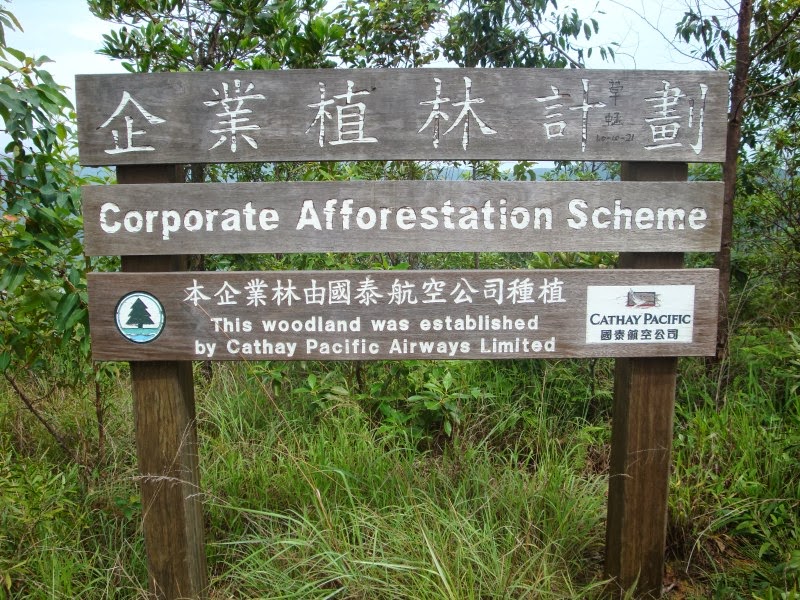 企業植林計劃
Corporate Afforestation Scheme
本企業林由國泰航空公司種植
This woodland was established
by Cathay Pacific Airways Limited
CATHAY PACIFIC
國泰航空公司